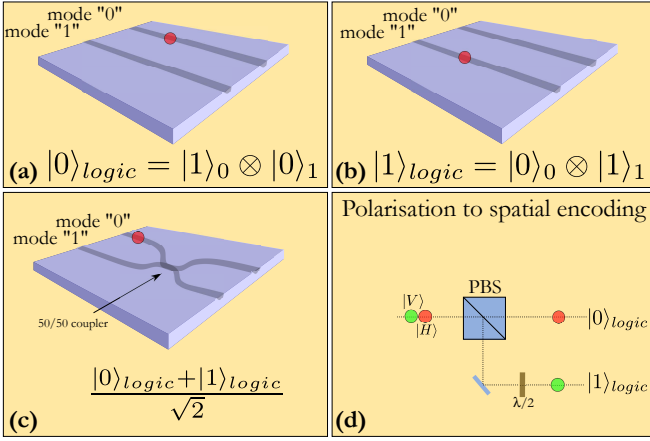 mode "0"
mode "1"
(a) |0⟩_logic = |1⟩_0 ⊗ |0⟩_1
mode "0"
mode "1"
(b) |1⟩_logic = |0⟩_0 ⊗ |1⟩_1
mode "0"
mode "1"
50/50 coupler
(c) (|0⟩_logic+|1⟩_logic)/√2
Polarisation to spatial encoding
PBS
|V⟩
|H⟩
|0⟩_logic
|1⟩_logic
λ/2
(d)